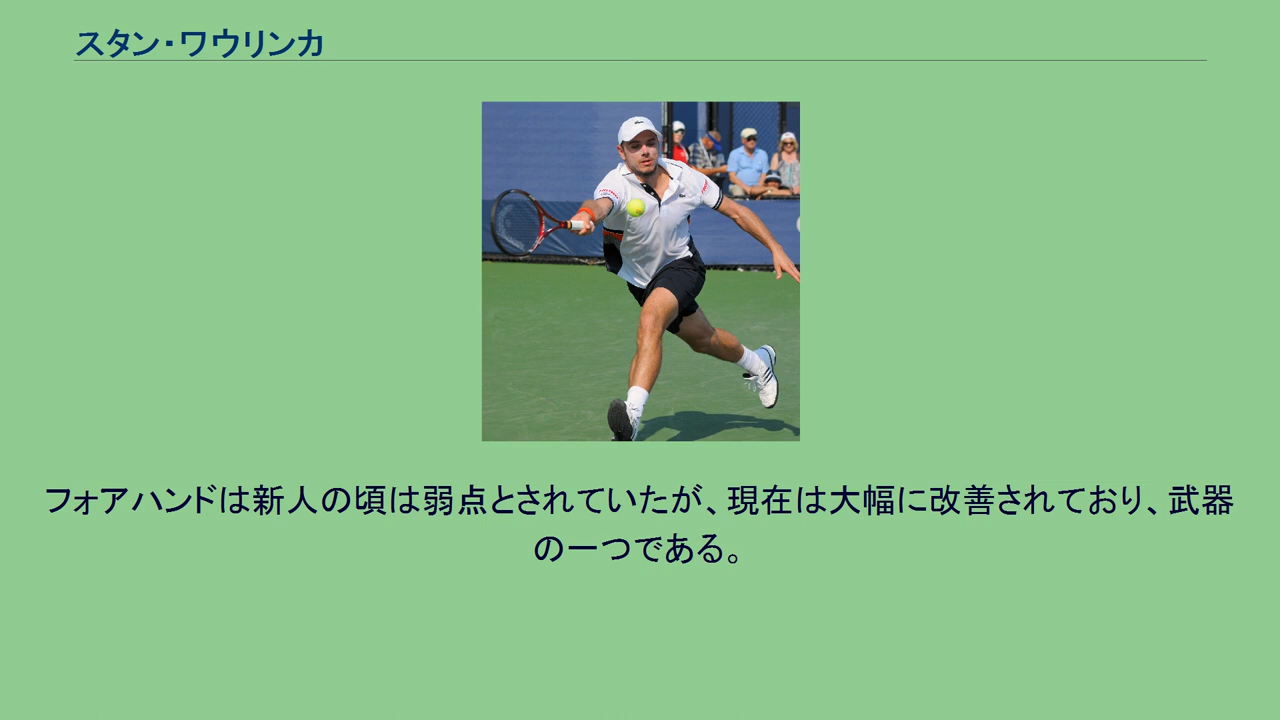 スタン・ワウリンカ
フォアハンドは新人の頃は弱点とされていたが、現在は大幅に改善されており、武器
の一つである。